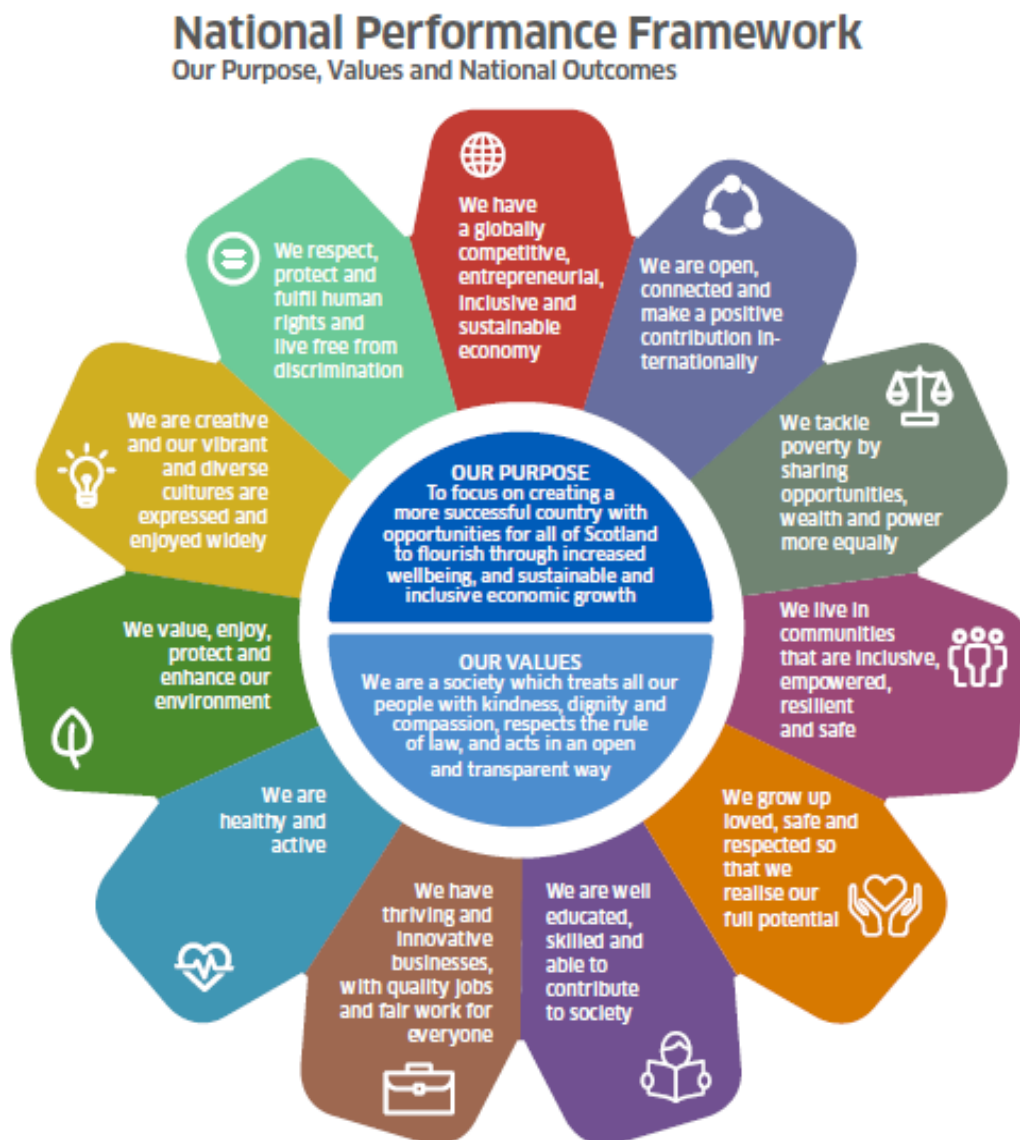 National Performance Framework
Our Purpose, Values and National Outcomes
We have
a globally
competitive,
entrepreneurial,
inclusive and
sustainable
economy
We are open,
connected and
make a positive
contribution in-
ternationally
We tackle
poverty by
sharing
opportunities,
wealth and power
more equally
We live in
communities
that are inclusive,
empowered,
resilient
and safe
We grow up
loved, safe and
respected so
that we
realise our
full potential
We are well
educated,
skilled and
able to
contribute
to society
We have
thriving and
innovative
businesses,
with quality jobs
and fair work for
everyone
We are
healthy and
active
We value, enjoy,
protect and
enhance our
environment
We are creative
and our vibrant
and diverse
cultures are
expressed and
enjoyed widely
We respect,
protect and
fulfil human
rights and
live free from
discrimination
OUR PURPOSE
To focus on creating a
more successful country with
opportunities for all of Scotland
to flourish through increased
wellbeing, and sustainable and
inclusive economic growth
OUR VALUES
We are a society which treats all our
people with kindness, dignity and
compassion, respects the rule
of law, and acts in an open
and transparent way